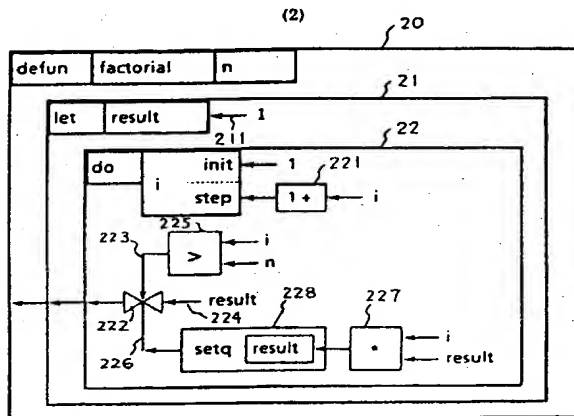 (2)
20
defun factorial n
21
let result 1
211
22
do i init 1
221
step 1+ i
225
223
> i
n
result
222 224 228 227
setq result * i
226 result